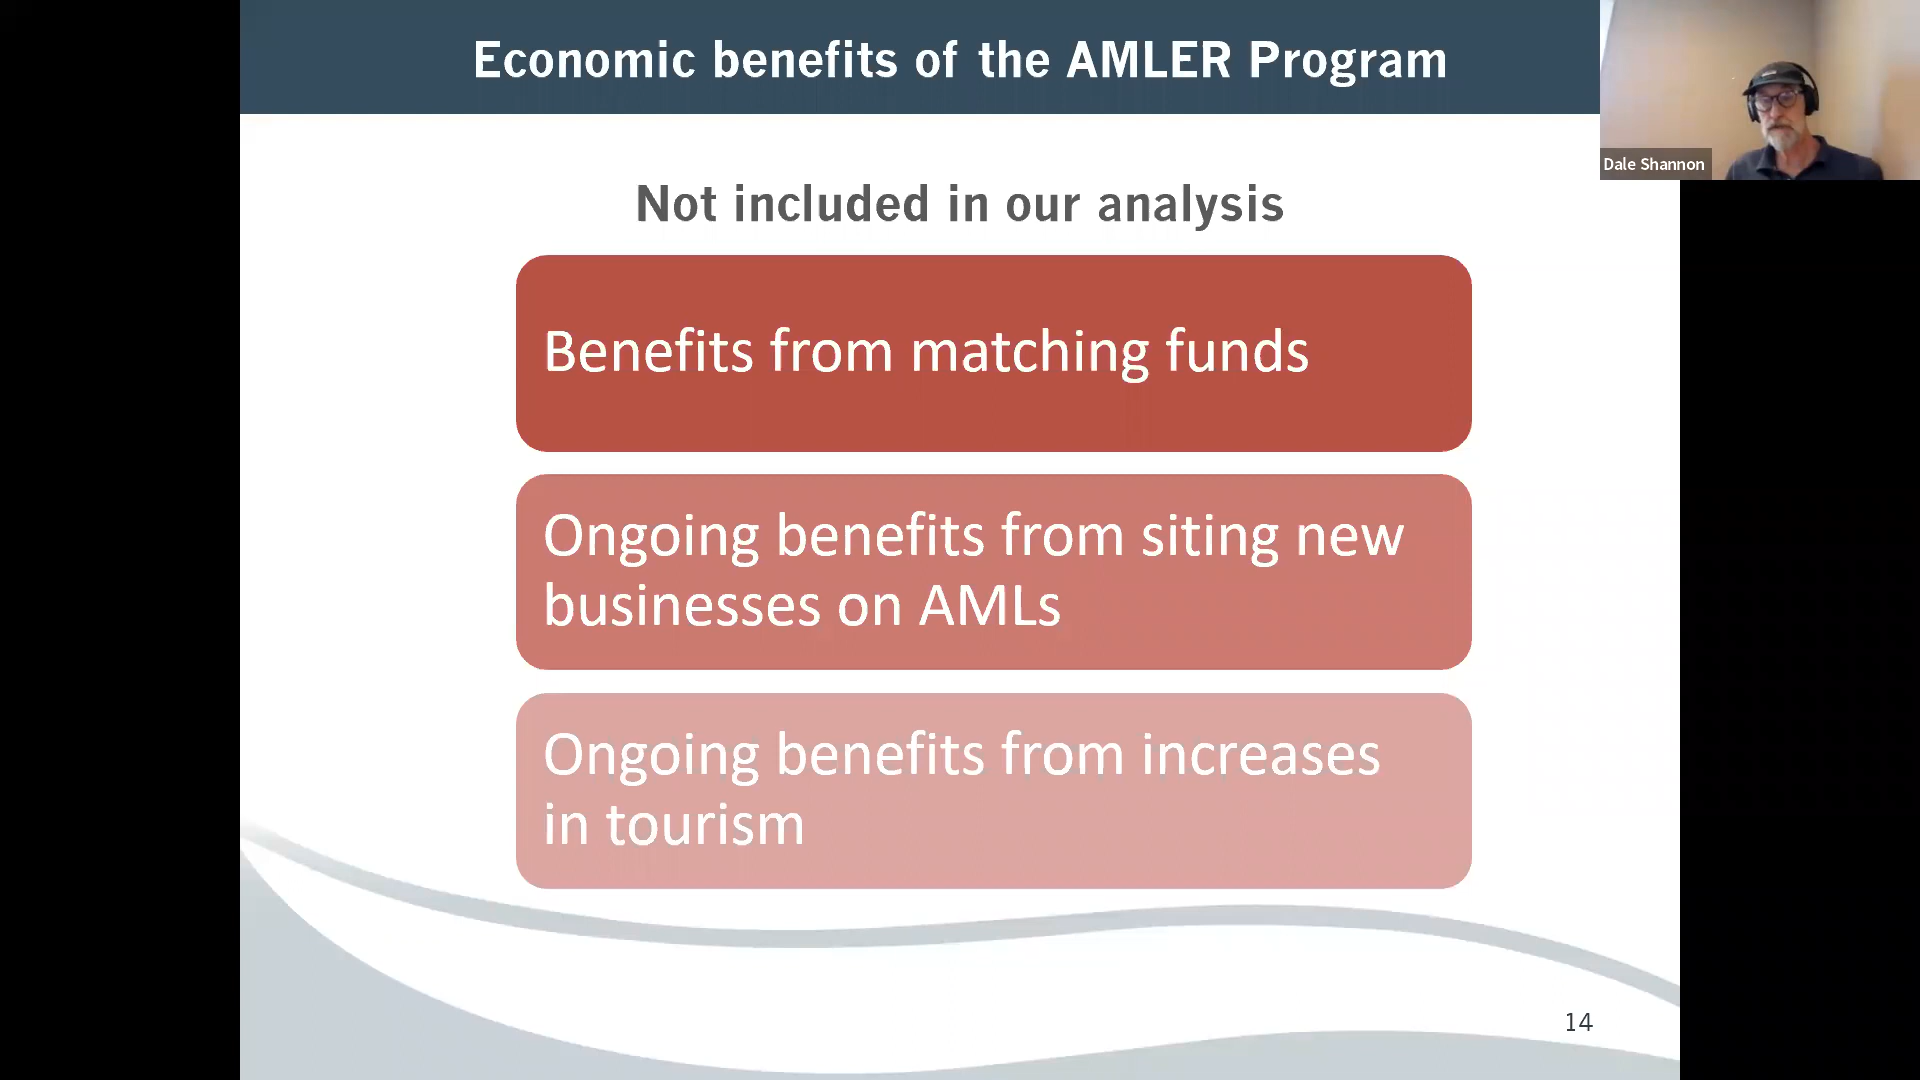 Economic benefits of the AMLER Program
Dale Shannon
Not included in our analysis
Benefits from matching funds
Ongoing benefits from siting new
businesses on AMLs
Ongoing benefits from increases
in tourism
14